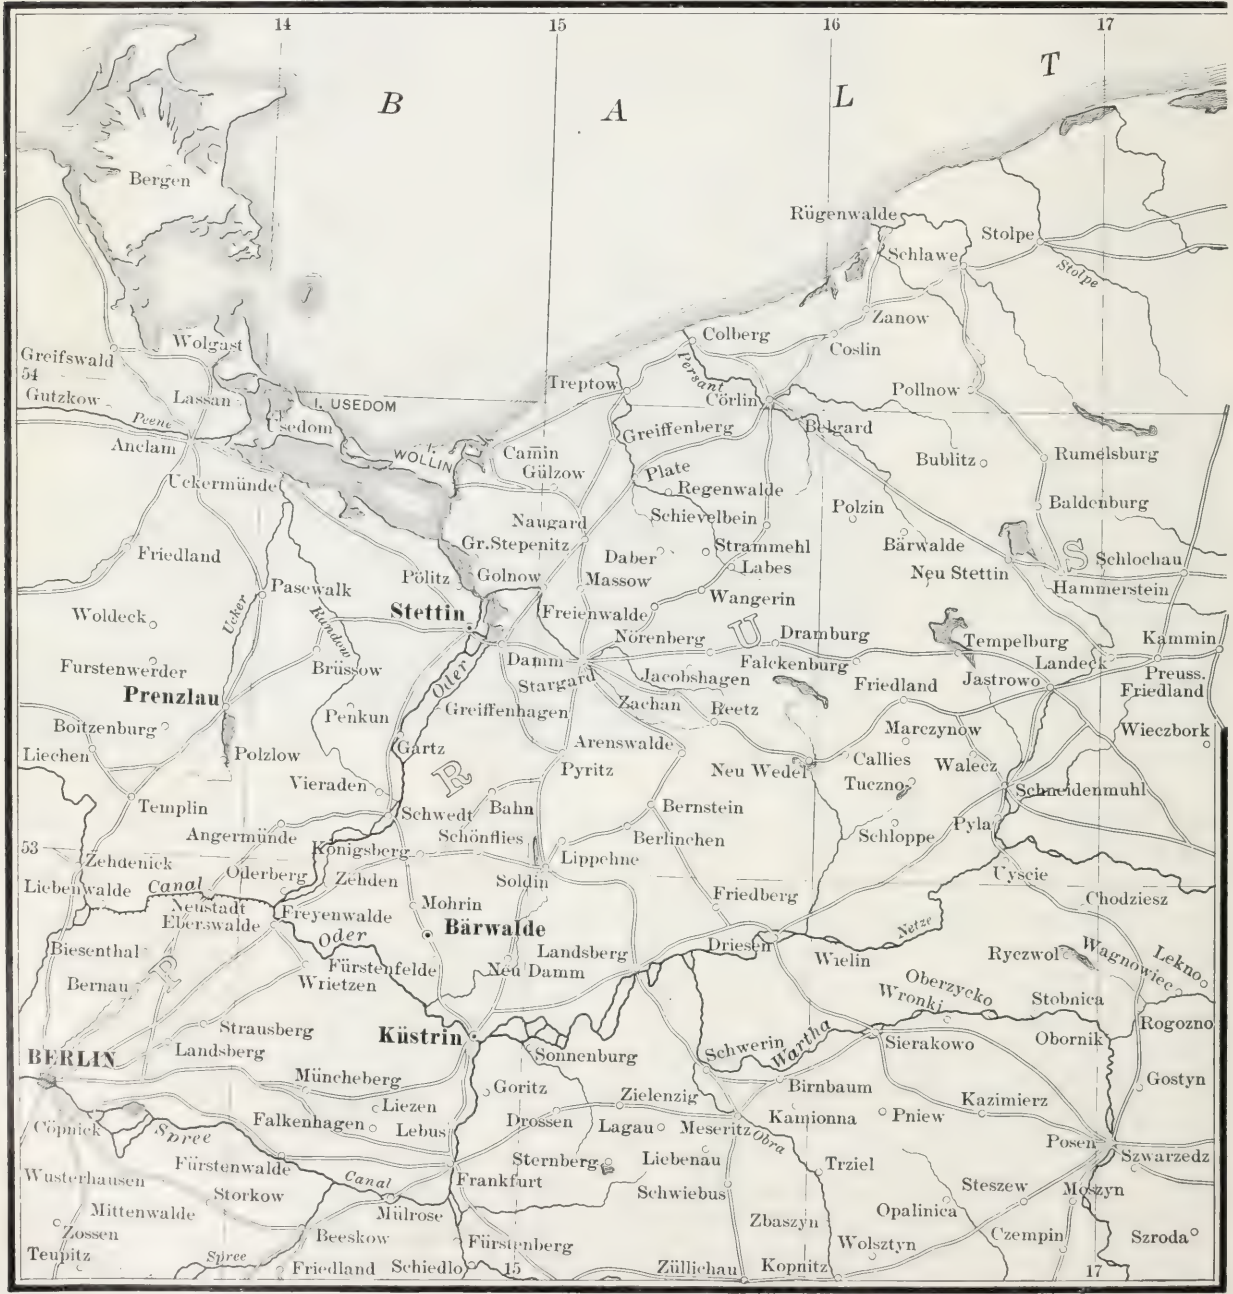 14 15 16 17
B A L T
Bergen
Rügenwalde
Stolpe
Schlawe
Stolpe
Zanow
Colberg
Coslin
Wolgast
Greifswald
54
Persant
Treptow
Pollnow
Gutzkow
Lassan
I. USEDOM
Cörlin
Peene
Usedom
Greiffenberg
Belgard
Anclam
I. WOLLIN
Camin
Bublitz
Rumelsburg
Gülzow
Plate
Uckermünde
Regenwalde
Polzin
Baldenburg
Naugard
Schievelbein
Friedland
Gr. Stepenitz
Daber
Strammehl
Bärwalde
S
Schlochau
Pölitz
Golnow
Massow
Labes
Neu Stettin
Hammerstein
Pasewalk
Ucker
Randow
Woldeck
Stettin
Freienwalde
Wangerin
Nörenberg
U
Dramburg
Tempelburg
Kammin
Furstenwerder
Brüssow
Damm
Falckenburg
Landeck
Oder
Stargard
Jacobshagen
Friedland
Jastrowo
Preuss.
Friedland
Prenzlau
Penkun
Greiffenhagen
Zachan
Reetz
Marczynow
Wieczbork
Boitzenburg
Liechen
Polzlow
Gartz
Arenswalde
Callies
Walecz
Vieraden
R
Pyritz
Neu Wedel
Tuczno
Schneidenmuhl
Templin
Schwedt
Bahn
Bernstein
Angermünde
Schönflies
Berlinchen
Schloppe
Pyla
53
Zehdenick
Königsberg
Lippehne
Uyscie
Liebenwalde
Canal
Oderberg
Zehden
Soldin
Friedberg
Chodziesz
Neustadt
Eberswalde
Freyenwalde
Mohrin
Bärwalde
Oder
Netze
Biesenthal
P
Driesen
Wielin
Ryczwol
Wagnowiec
Lekno
Landsberg
Fürstenfelde
Neu Damm
Bernau
Wrietzen
Oberzycko
Wronki
Stobnica
Strausberg
Küstrin
Wartha
Rogozno
BERLIN
Landsberg
Sonnenburg
Schwerin
Sierakowo
Obornik
Müncheberg
Goritz
Zielenzig
Birnbaum
Gostyn
Liezen
Kazimierz
Falkenhagen
Lebus
Drossen
Lagau
Meseritz
Kamionna
Pniew
Cöpnick
Spree
Obra
Posen
Szwarzedz
Fürstenwalde
Sternberg
Liebenau
Trziel
Wusterhausen
Canal
Frankfurt
Schwiebus
Steszew
Moszyn
Storkow
Mittenwalde
Mülrose
Opalinica
Zossen
Beeskow
Fürstenberg
Zbaszyn
Czempin
Szroda
Wolsztyn
Teupitz
Spree
Friedland
Schiedlo
15
Züllichau
Kopnitz
17